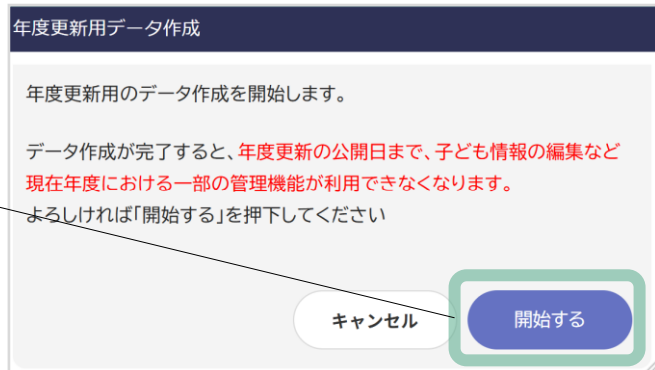 年度更新用データ作成
年度更新用のデータ作成を開始します。
データ作成が完了すると、年度更新の公開日まで、子ども情報の編集など
現在年度における一部の管理機能が利用できなくなります。
よろしければ「開始する」を押下してください
キャンセル
開始する